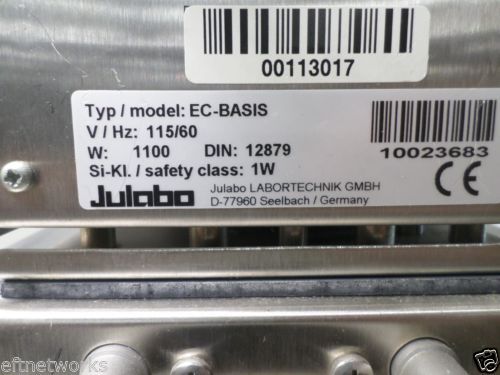 00113017
Typ / model: EC-BASIS
V / Hz: 115/60
W: 1100 DIN: 12879
Si-Kl. / safety class: 1W
10023683
Julabo Julabo LABORTECHNIK GMBH
D-77960 Seelbach / Germany
CE
eftnetworks